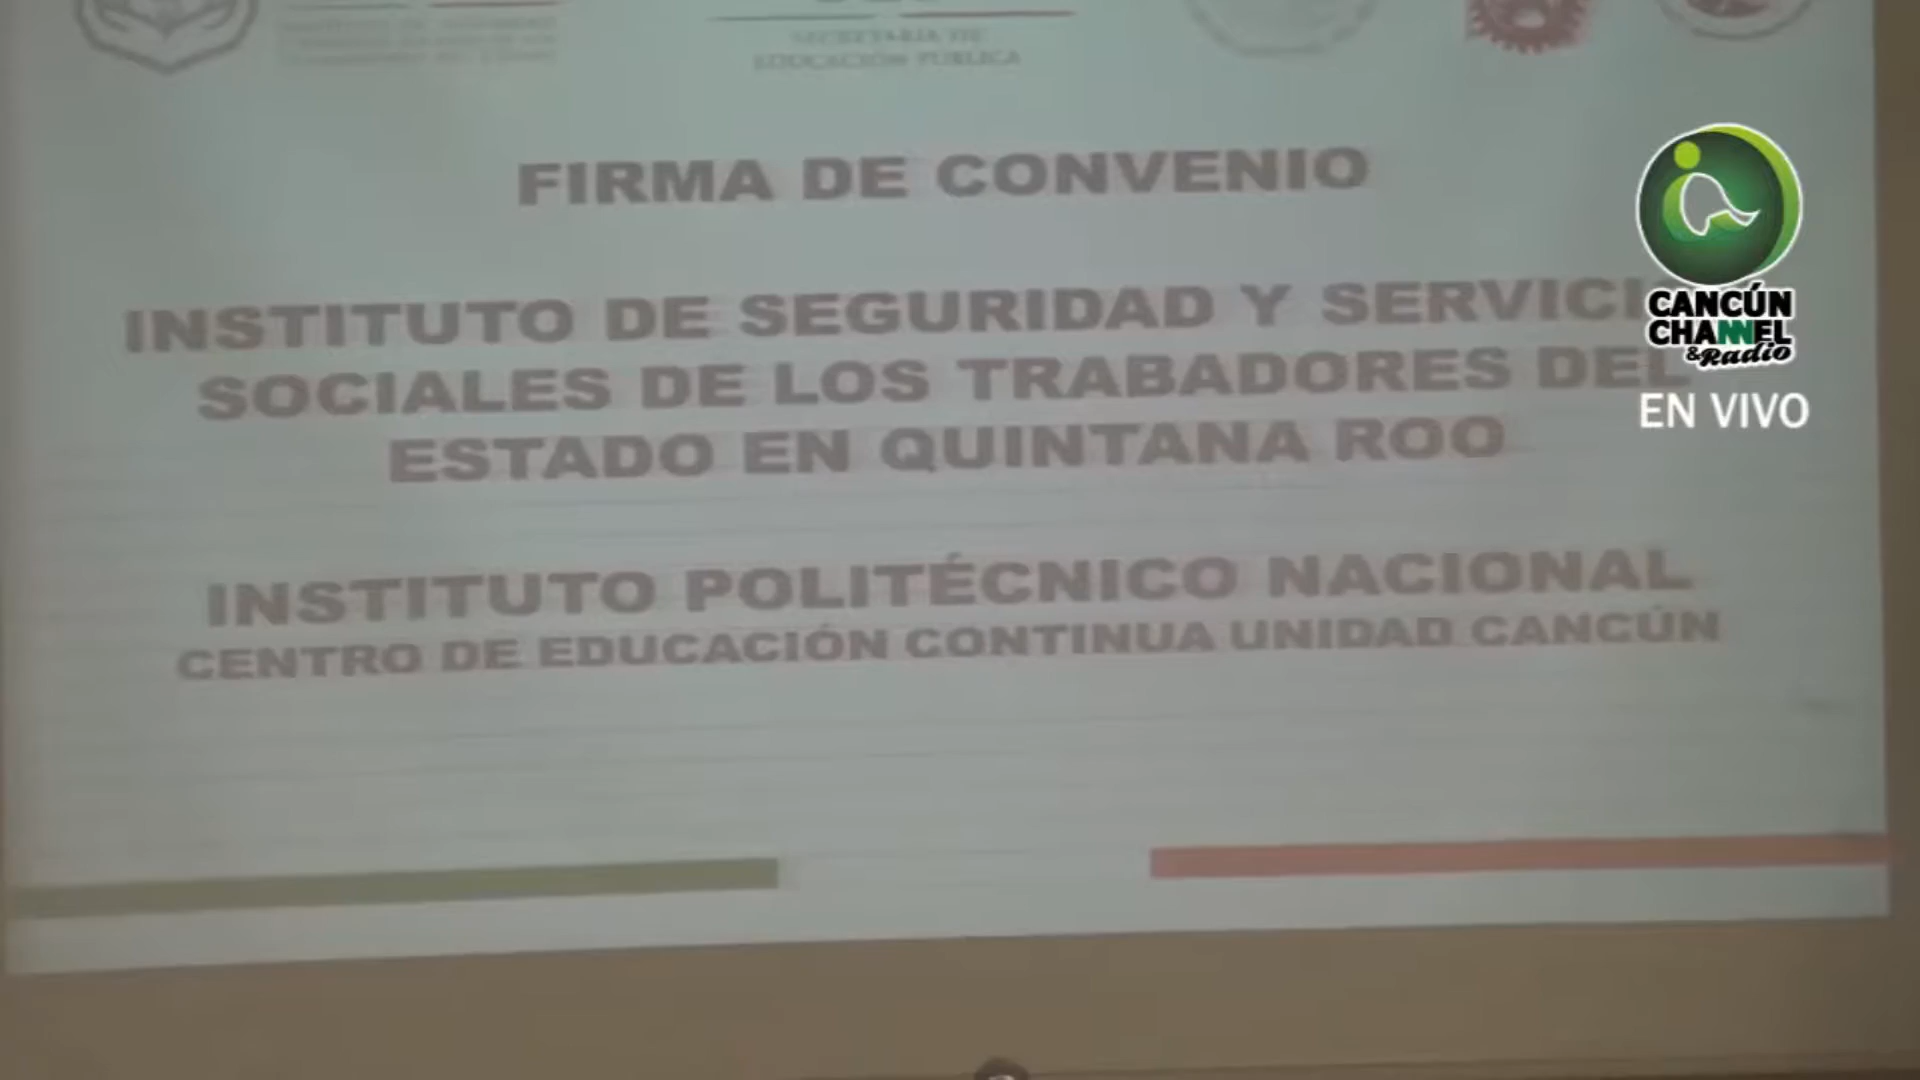 SECRETARÍA DE
EDUCACIÓN PÚBLICA
FIRMA DE CONVENIO
INSTITUTO DE SEGURIDAD Y SERVICI
SOCIALES DE LOS TRABADORES DEL
ESTADO EN QUINTANA ROO
INSTITUTO POLITÉCNICO NACIONAL
CENTRO DE EDUCACIÓN CONTINUA UNIDAD CANCÚN
CANCÚN
CHANNEL
&Radio
EN VIVO